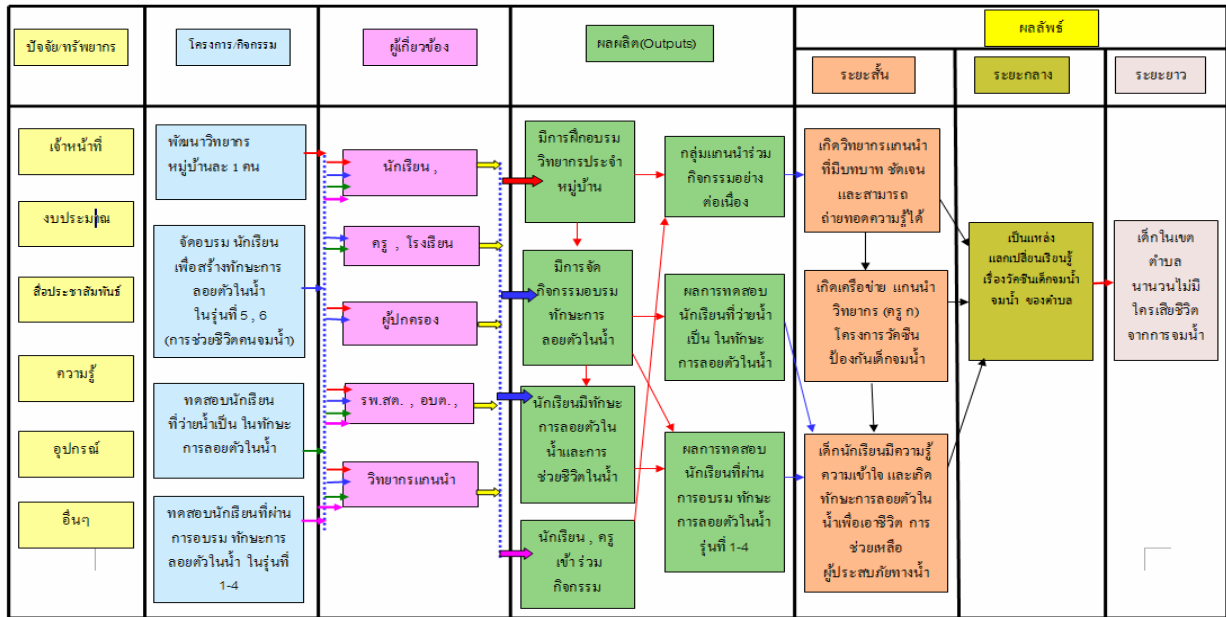 ปัจจัย/ทรัพยากร
โครงการ/กิจกรรม
ผู้เกี่ยวข้อง
ผลผลิต(Outputs)
ผลลัพธ์
ระยะสั้น
ระยะกลาง
ระยะยาว
เจ้าหน้าที่
งบประมาณ
สื่อประชาสัมพันธ์
ความรู้
อุปกรณ์
อื่นๆ
พัฒนาวิทยากร
หมู่บ้านละ 1 คน
จัดอบรม นักเรียน
เพื่อสร้างทักษะการ
ลอยตัวในน้ำ
ในรุ่นที่ 5 , 6
(การช่วยชีวิตคนจมน้ำ)
ทดสอบนักเรียน
ที่ว่ายน้ำเป็น ในทักษะ
การลอยตัวในน้ำ
ทดสอบนักเรียนที่ผ่าน
การอบรม ทักษะการ
ลอยตัวในน้ำ ในรุ่นที่
1-4
นักเรียน ,
ครู , โรงเรียน
ผู้ปกครอง
รพ.สต. , อบต. ,
วิทยากรแกนนำ
มีการฝึกอบรม
วิทยากรประจำ
หมู่บ้าน
มีการจัด
กิจกรรมอบรม
ทักษะการ
ลอยตัวในน้ำ
นักเรียนมีทักษะ
การลอยตัวใน
น้ำและการ
ช่วยชีวิตในน้ำ
นักเรียน , ครู
เข้าร่วม
กิจกรรม
กลุ่มแกนนำร่วม
กิจกรรมอย่าง
ต่อเนื่อง
ผลการทดสอบ
นักเรียนที่ว่ายน้ำ
เป็น ในทักษะ
การลอยตัวในน้ำ
ผลการทดสอบ
นักเรียนที่ผ่าน
การอบรม ทักษะ
การลอยตัวในน้ำ
รุ่นที่ 1-4
เกิดวิทยากรแกนนำ
ที่มีบทบาท ชัดเจน
และสามารถ
ถ่ายทอดความรู้ได้
เกิดเครือข่าย แกนนำ
วิทยากร (ครู ก)
โครงการวัคซีน
ป้องกันเด็กจมน้ำ
เด็กนักเรียนมีความรู้
ความเข้าใจ และเกิด
ทักษะการลอยตัวใน
น้ำเพื่อเอาชีวิต การ
ช่วยเหลือ
ผู้ประสบภัยทางน้ำ
เป็นแหล่ง
แลกเปลี่ยนเรียนรู้
เรื่องวัคซีนเด็กจมน้ำ
จมน้ำ ของตำบล
เด็กในเขต
ตำบล
นานวนไม่มี
ใครเสียชีวิต
จากการจมน้ำ